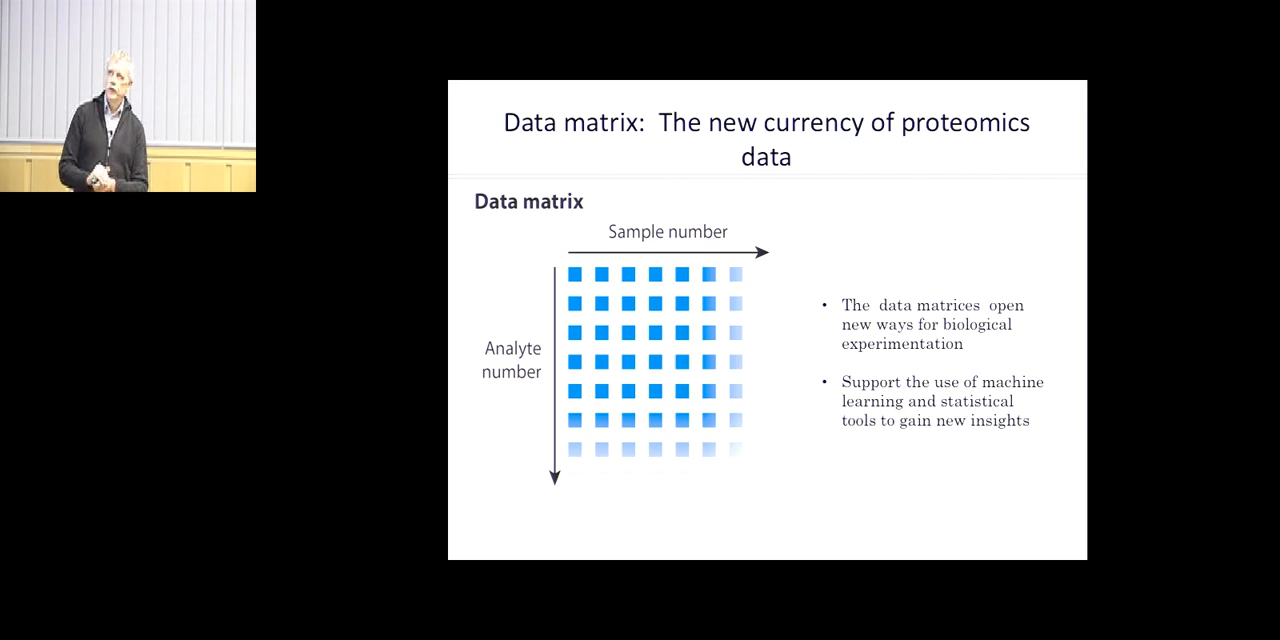 Data matrix: The new currency of proteomics
data
Data matrix
Sample number
Analyte
number
• The data matrices open
new ways for biological
experimentation
• Support the use of machine
learning and statistical
tools to gain new insights